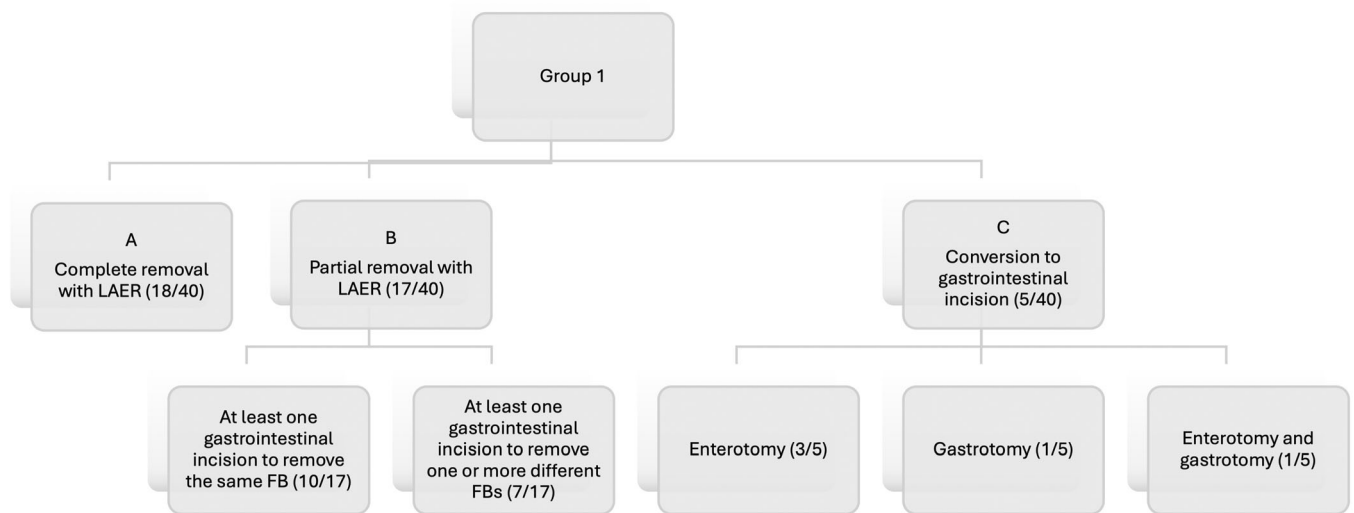 Group 1
A
Complete removal
with LAER (18/40)
B
Partial removal with
LAER (17/40)
C
Conversion to
gastrointestinal
incision (5/40)
At least one
gastrointestinal
incision to remove
the same FB (10/17)
At least one
gastrointestinal
incision to remove
one or more different
FBs (7/17)
Enterotomy (3/5)
Gastrotomy (1/5)
Enterotomy and
gastrotomy (1/5)